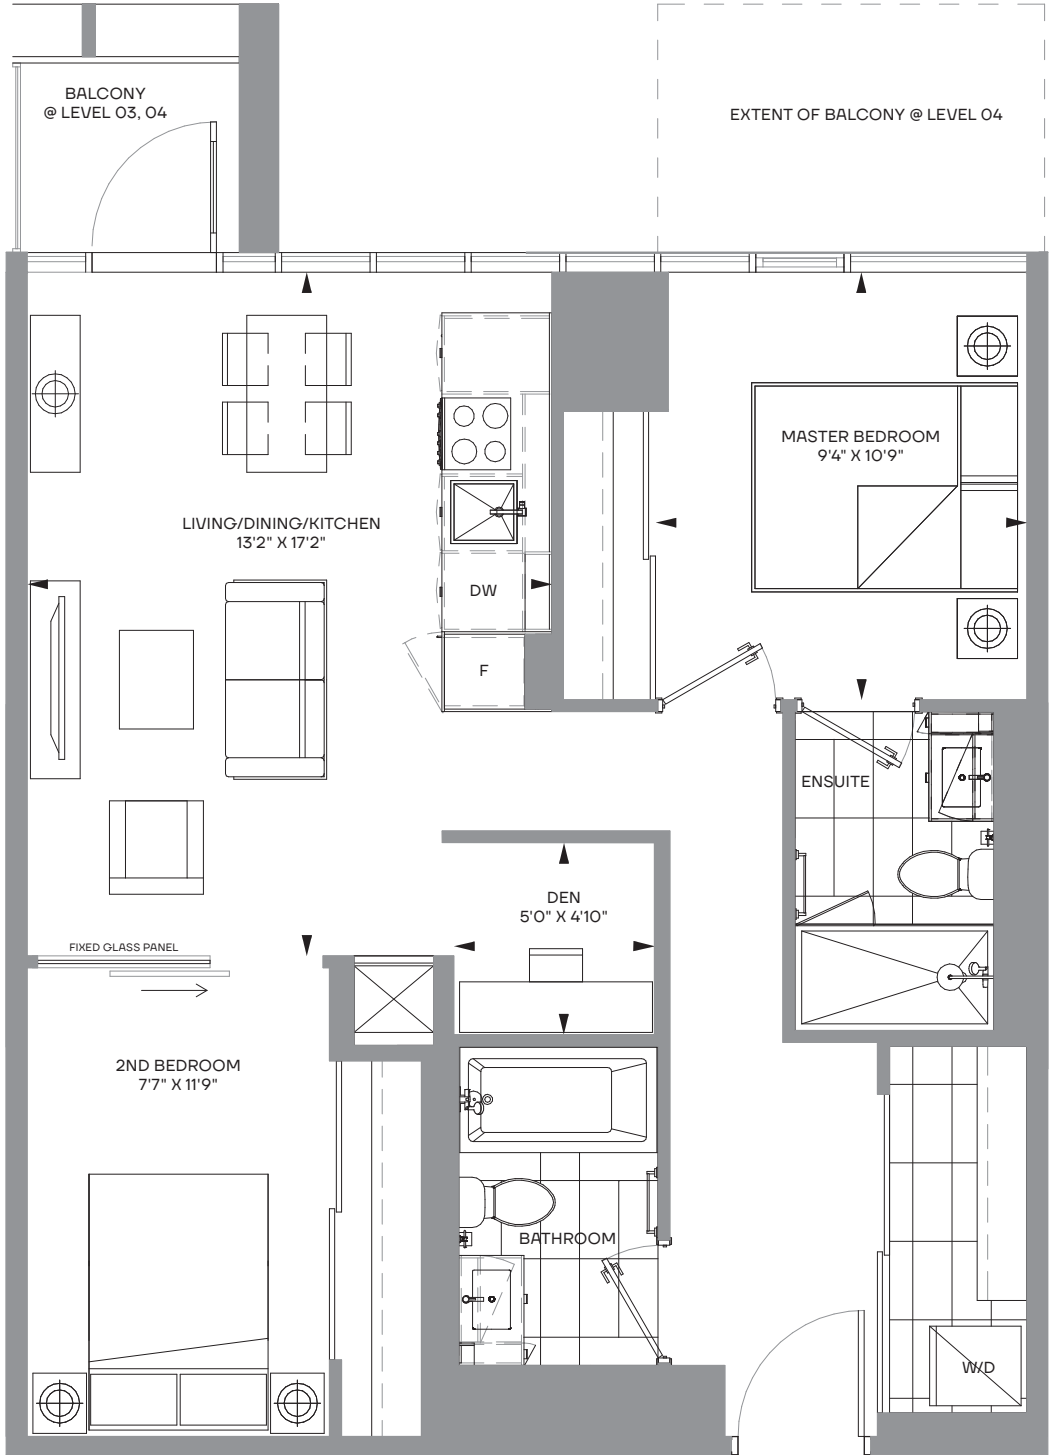 BALCONY
@ LEVEL 03, 04
EXTENT OF BALCONY @ LEVEL 04
MASTER BEDROOM
9'4" X 10'9"
LIVING/DINING/KITCHEN
13'2" X 17'2"
DW
F
ENSUITE
DEN
5'0" X 4'10"
FIXED GLASS PANEL
2ND BEDROOM
7'7" X 11'9"
BATHROOM
W/D